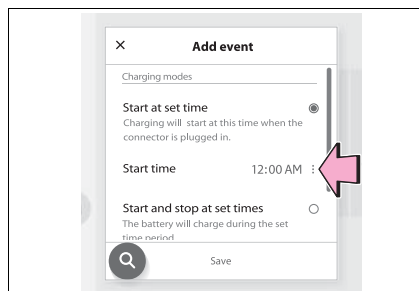 Add event
Charging modes
Start at set time
Charging will start at this time when the
connector is plugged in.
Start time 12:00 AM
Start and stop at set times
The battery will charge during the set
time period
Save